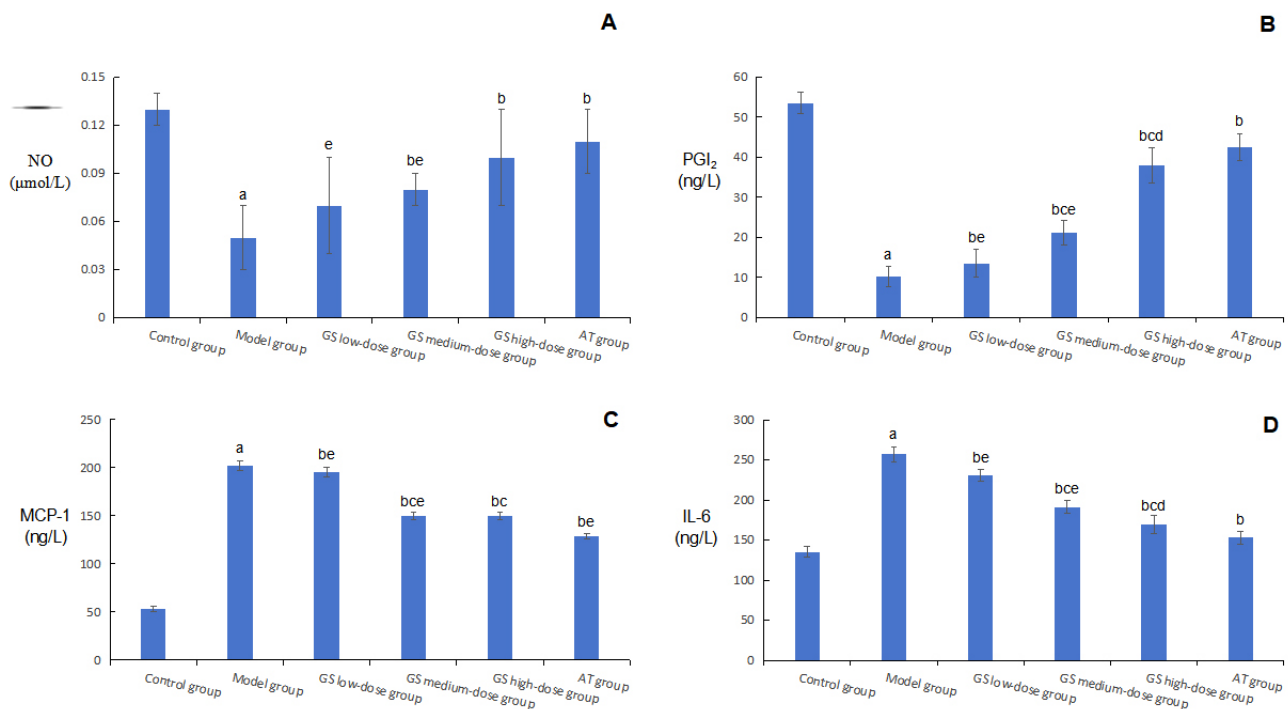 A
0.15
0.12
0.09
0.06
0.03
0
NO
(μmol/L)
a
e
be
b
b
Control group
Model group
GS low-dose group
GS medium-dose group
GS high-dose group
AT group
B
60
50
40
30
20
10
0
PGI₂
(ng/L)
a
be
bce
bcd
b
Control group
Model group
GS low-dose group
GS medium-dose group
GS high-dose group
AT group
C
250
200
150
100
50
0
MCP-1
(ng/L)
a
be
bce
bc
be
Control group
Model group
GS low-dose group
GS medium-dose group
GS high-dose group
AT group
D
300
250
200
150
100
50
0
IL-6
(ng/L)
a
be
bce
bcd
b
Control group
Model group
GS low-dose group
GS medium-dose group
GS high-dose group
AT group